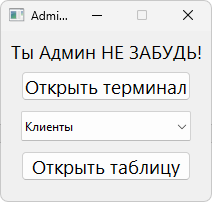 Admi...
Ты Админ НЕ ЗАБУДЬ!
Открыть терминал
Клиенты
Открыть таблицу